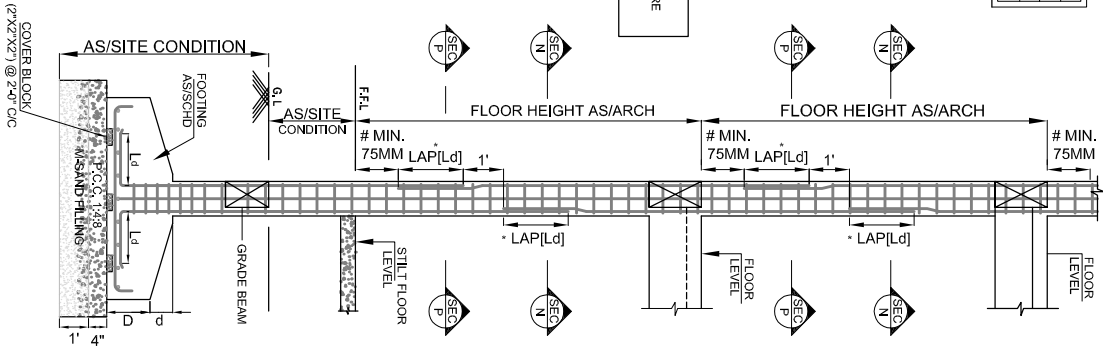 RE
SEC
P
SEC
N
SEC
P
SEC
N
AS/SITE CONDITION
COVER BLOCK
(2"X2"X2") @ 2'-0" C/C
FOOTING
AS/SCHD
G.L
AS/SITE
CONDITION
F.F.L
FLOOR HEIGHT AS/ARCH
FLOOR HEIGHT AS/ARCH
# MIN.
75MM
*
LAP[Ld]
1'
# MIN.
75MM
*
LAP[Ld]
1'
# MIN.
75MM
Ld
Ld
P.C.C. 1:4:8
M-SAND FILLING
* LAP[Ld]
* LAP[Ld]
GRADE BEAM
STILT FLOOR
LEVEL
FLOOR
LEVEL
FLOOR
LEVEL
SEC
P
SEC
N
SEC
P
SEC
N
D
d
1'
4"